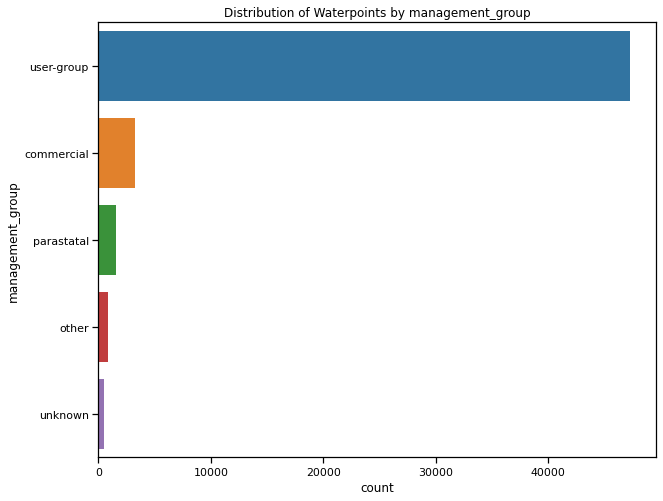 Distribution of Waterpoints by management_group
management_group
user-group
commercial
parastatal
other
unknown
0 10000 20000 30000 40000
count